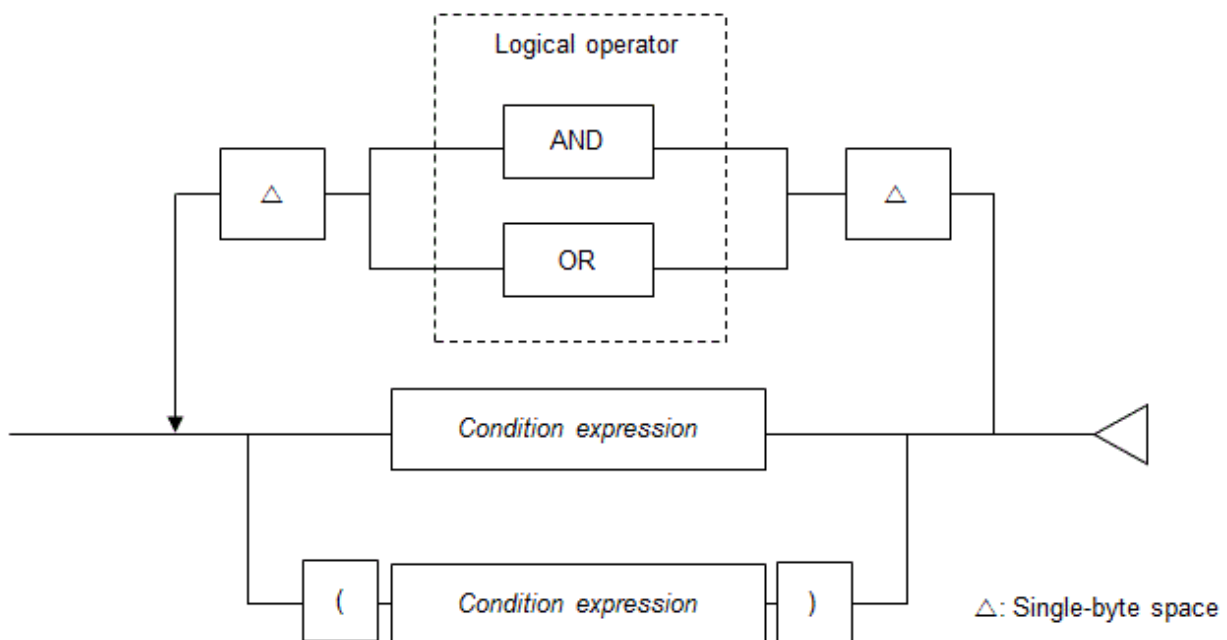 Logical operator
AND
△
△
OR
Condition expression
( Condition expression )
△: Single-byte space